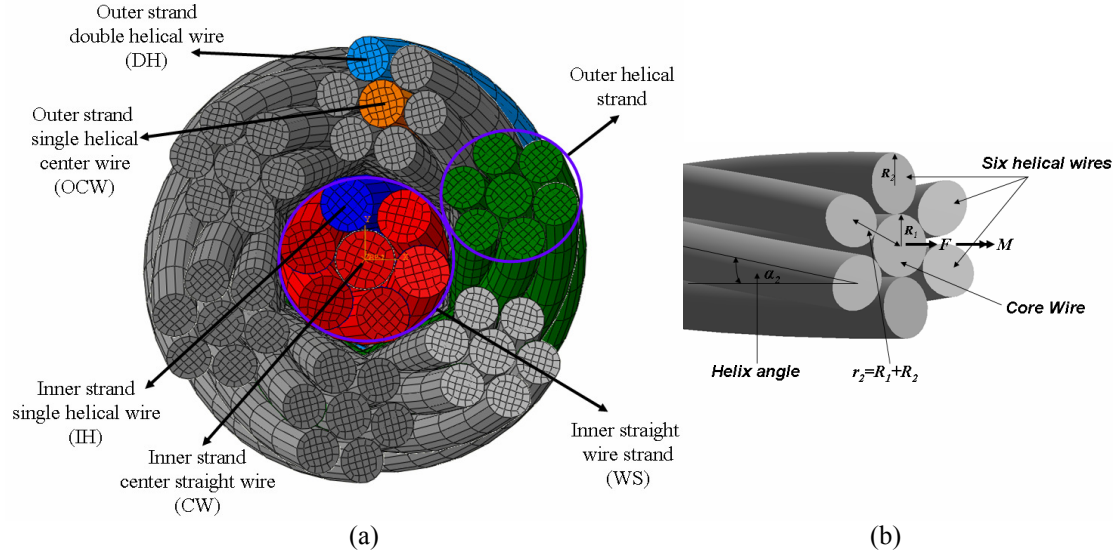 Outer strand
double helical wire
(DH)
Outer helical
strand
Outer strand
single helical
center wire
(OCW)
Y
Inner strand
single helical wire
(IH)
Inner strand
center straight wire
(CW)
Inner straight
wire strand
(WS)
(a)
Six helical wires
R2
R1
F
M
α2
Core Wire
Helix angle
r2=R1+R2
(b)